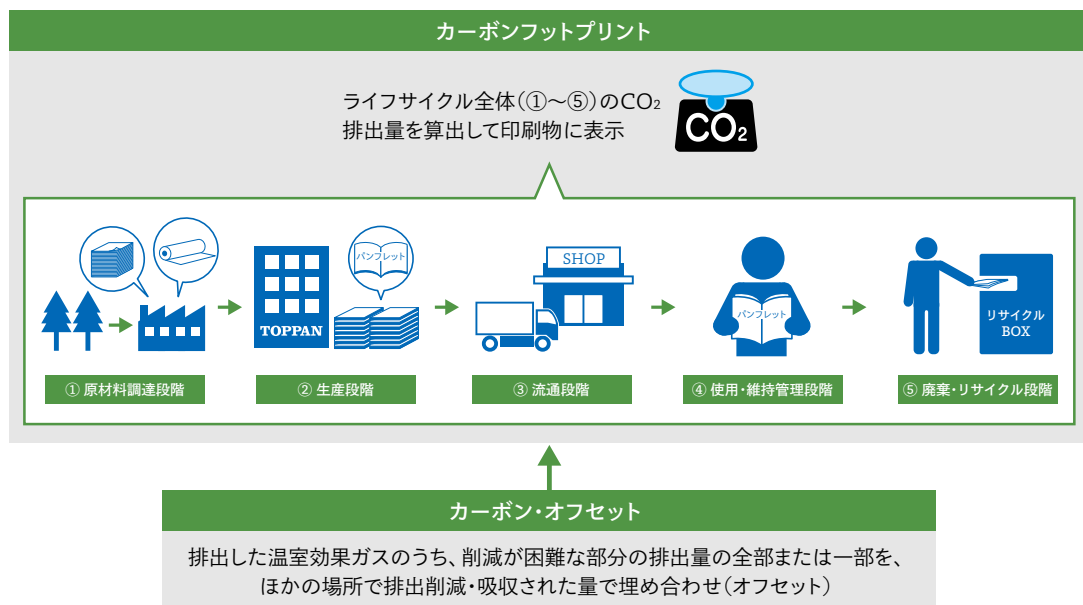 カーボンフットプリント
ライフサイクル全体（①～⑤）のCO₂
排出量を算出して印刷物に表示
CO₂
パンフレット
TOPPAN
SHOP
パンフレット
リサイクル
BOX
① 原材料調達段階
② 生産段階
③ 流通段階
④ 使用・維持管理段階
⑤ 廃棄・リサイクル段階
カーボン・オフセット
排出した温室効果ガスのうち、削減が困難な部分の排出量の全部または一部を、
ほかの場所で排出削減・吸収された量で埋め合わせ（オフセット）